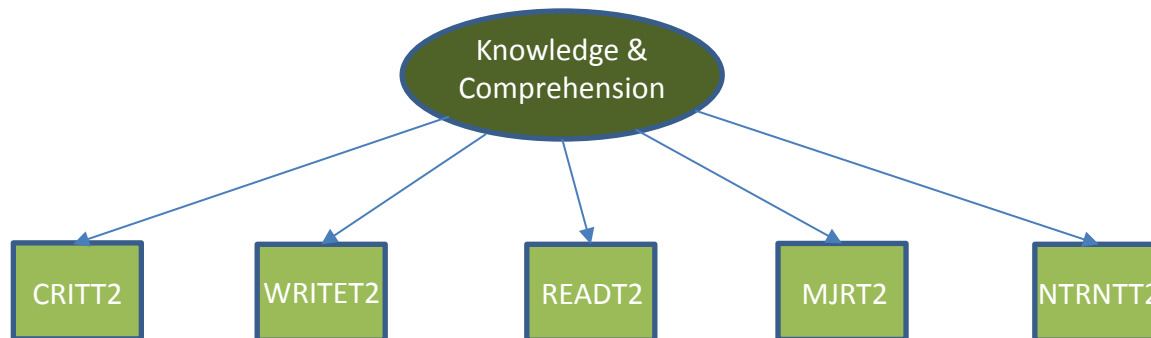 Knowledge &
Comprehension
CRITT2
WRITET2
READT2
MJRT2
NTRNTT2